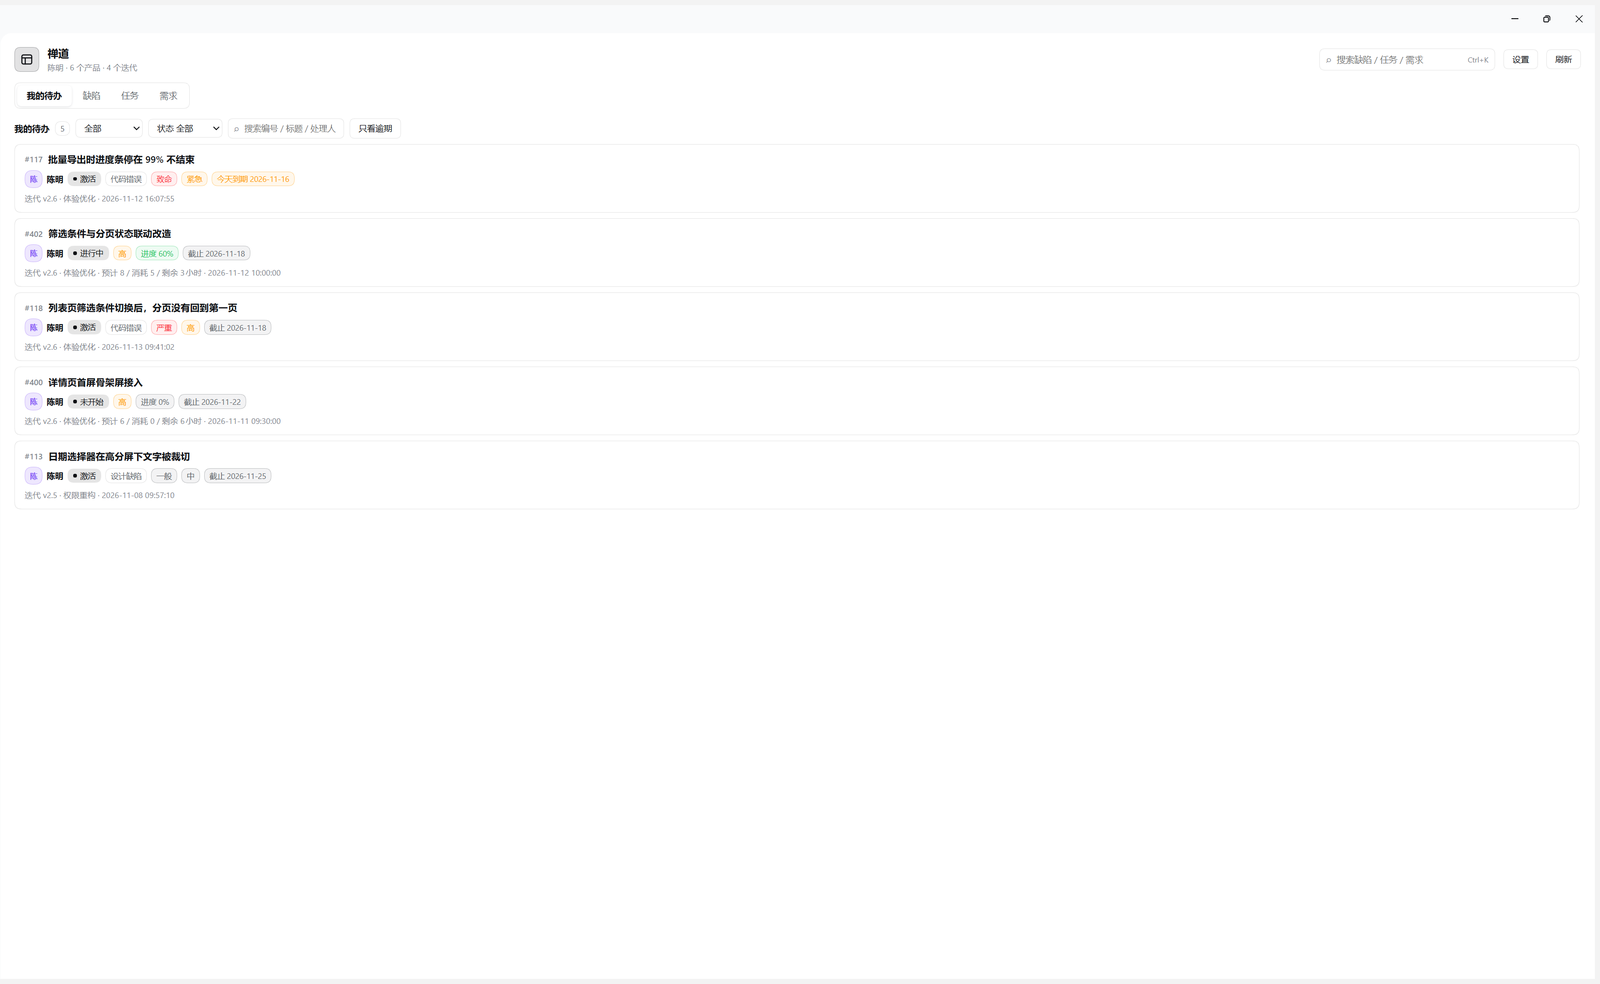 禅道
陈明 · 6 个产品 · 4 个迭代
搜索缺陷 / 任务 / 需求 Ctrl+K 设置 刷新
我的待办 缺陷 任务 需求
我的待办 5 全部 状态 全部 搜索编号 / 标题 / 处理人 只看逾期
#117 批量导出时进度条停在 99% 不结束
陈 陈明 激活 代码错误 致命 紧急 今天到期 2026-11-16
迭代 v2.6 · 体验优化 · 2026-11-12 16:07:55
#402 筛选条件与分页状态联动改造
陈 陈明 进行中 高 进度 60% 截止 2026-11-18
迭代 v2.6 · 体验优化 · 预计 8 / 消耗 5 / 剩余 3 小时 · 2026-11-12 10:00:00
#118 列表页筛选条件切换后，分页没有回到第一页
陈 陈明 激活 代码错误 严重 高 截止 2026-11-18
迭代 v2.6 · 体验优化 · 2026-11-13 09:41:02
#400 详情页首屏骨架屏接入
陈 陈明 未开始 高 进度 0% 截止 2026-11-22
迭代 v2.6 · 体验优化 · 预计 6 / 消耗 0 / 剩余 6 小时 · 2026-11-11 09:30:00
#113 日期选择器在高分屏下文字被裁切
陈 陈明 激活 设计缺陷 一般 中 截止 2026-11-25
迭代 v2.5 · 权限重构 · 2026-11-08 09:57:10